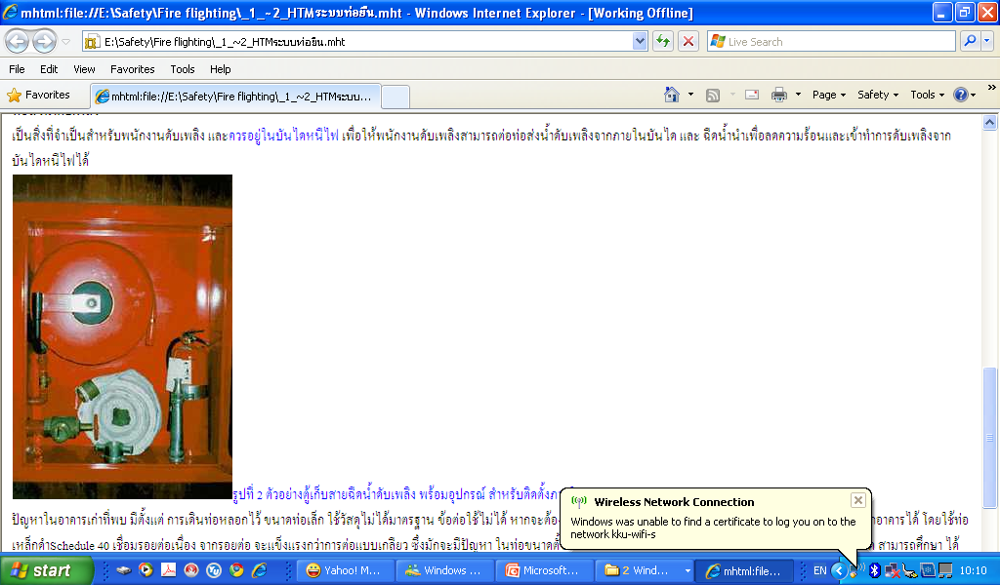 mhtml:file://E:\Safety\Fire flighting\_1_~2_HTMระบบท่อยืน.mht - Windows Internet Explorer - [Working Offline]
E:\Safety\Fire flighting\_1_~2_HTMระบบท่อยืน.mht
Live Search
File Edit View Favorites Tools Help
Favorites mhtml:file://E:\Safety\Fire flighting\_1_~2_HTMระบบ... Page Safety Tools
เป็นสิ่งที่จำเป็นสำหรับพนักงานดับเพลิง และควรอยู่ในบันไดหนีไฟ เพื่อให้พนักงานดับเพลิงสามารถต่อท่อส่งน้ำดับเพลิงจากภายในบันได และ ฉีดน้ำนำเพื่อลดความร้อนและเข้าทำการดับเพลิงจาก
บันไดหนีไฟได้
รูปที่ 2 ตัวอย่างตู้เก็บสายฉีดน้ำดับเพลิง พร้อมอุปกรณ์ สำหรับติดตั้ง
ปัญหาในอาคารเก่าที่พบ มีตั้งแต่ การเดินท่อหลอกไว้ ขนาดท่อเล็ก ใช้วัสดุไม่ได้มาตรฐาน ข้อต่อใช้ไม่ได้ หากจะต้อง อาคารได้ โดยใช้ท่อ
เหล็กดำSchedule 40 เชื่อมรอยต่อเนื่อง จากรอยต่อ จะแข็งแรงกว่าการต่อแบบเกลียว ซึ่งมักจะมีปัญหา ในท่อขนาด สามารถศึกษา ได้
Wireless Network Connection
Windows was unable to find a certificate to log you on to the
network kku-wifi-s
start Yahoo! M... Windows ... Microsoft... 2 Wind... mhtml:file:... EN 10:10